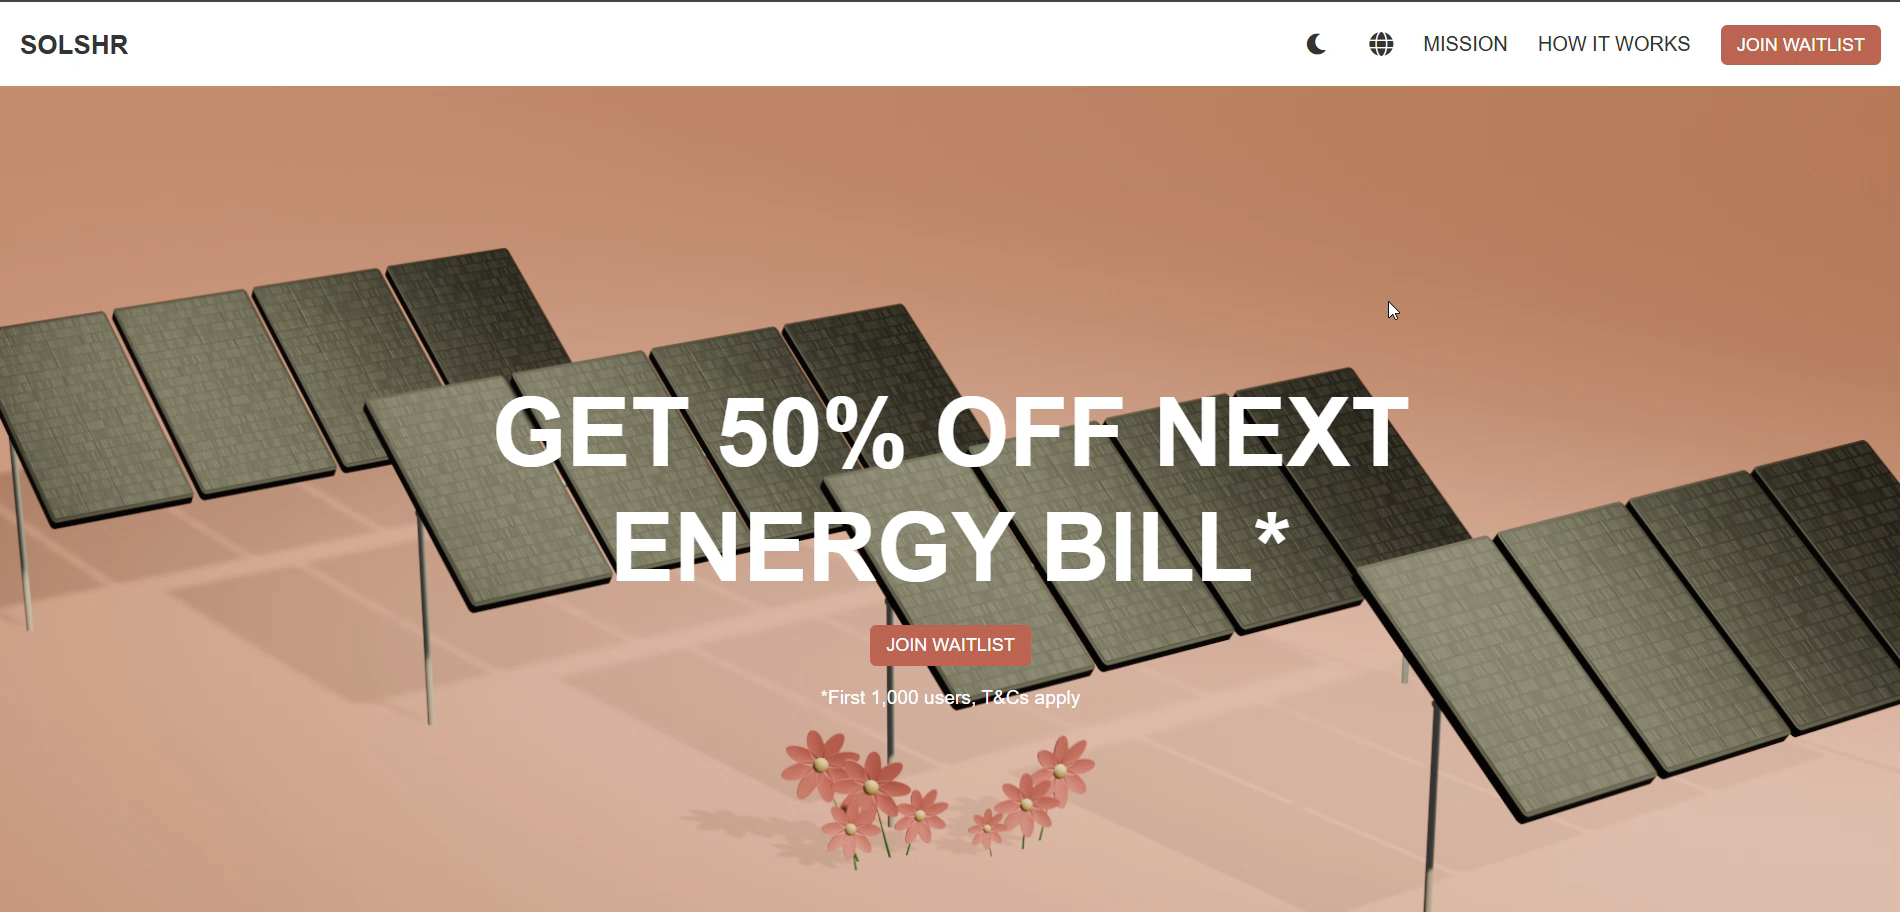 SOLSHR
MISSION
HOW IT WORKS
JOIN WAITLIST
GET 50% OFF NEXT
ENERGY BILL*
JOIN WAITLIST
*First 1,000 users, T&Cs apply